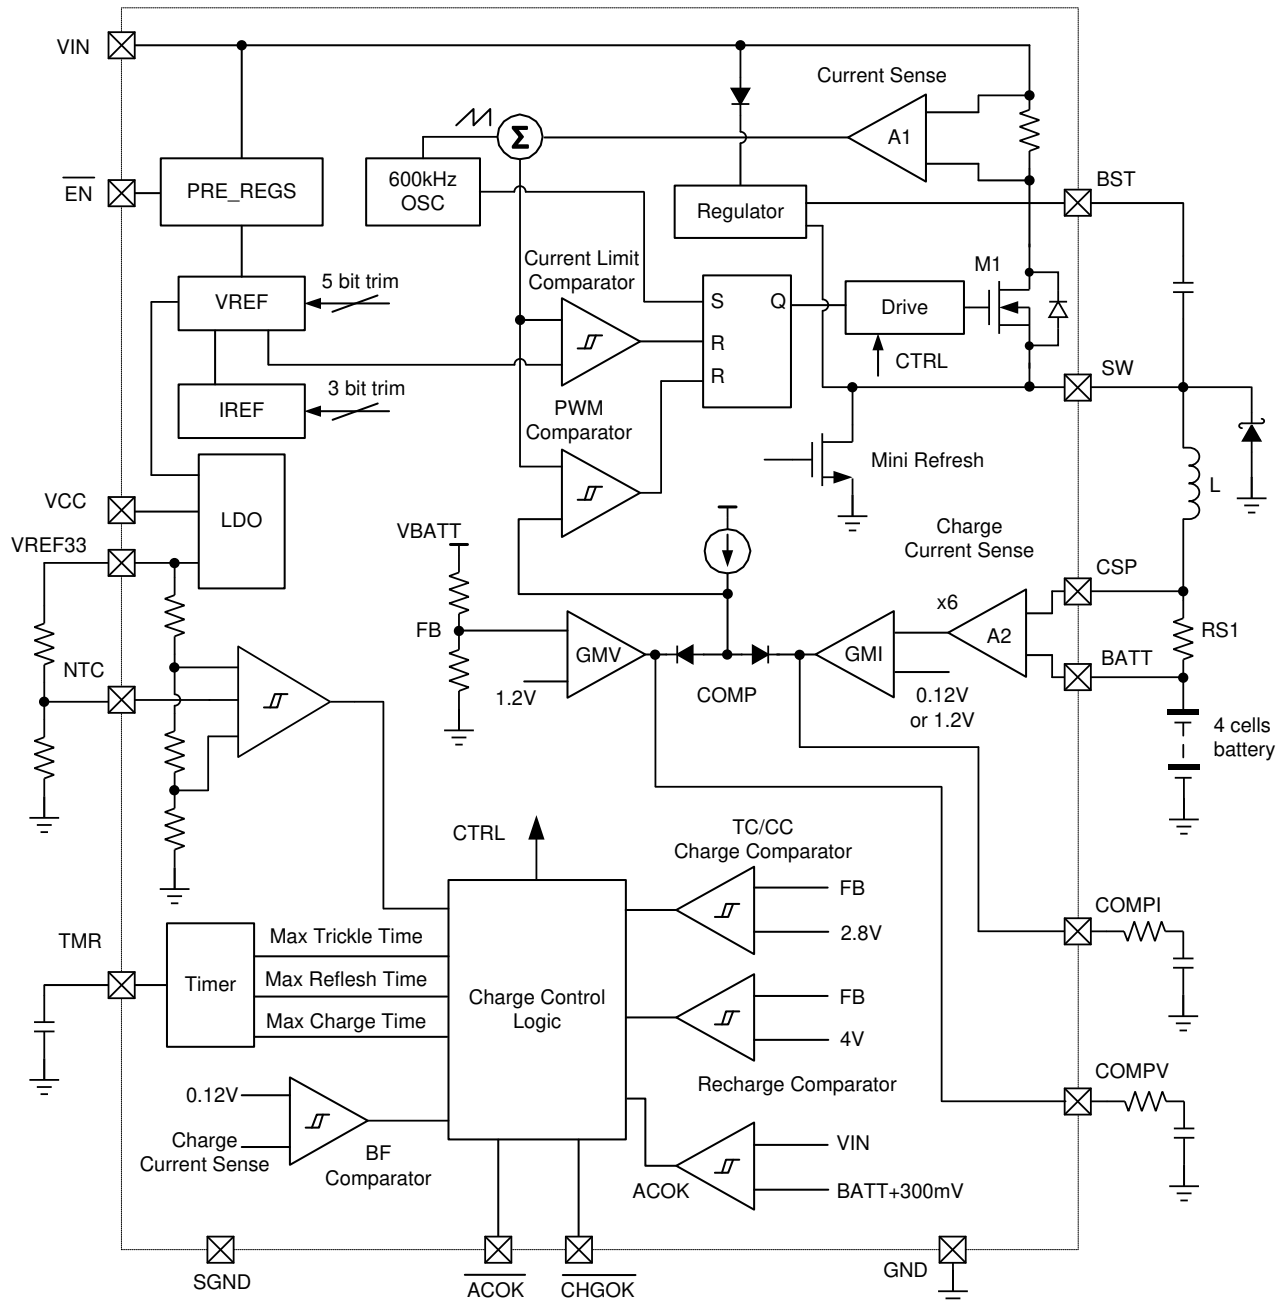 VIN
Current Sense
A1
Σ
EN
PRE_REGS
600kHz
OSC
Regulator
BST
5 bit trim
VREF
Current Limit
Comparator
M1
S
Q
R
R
Drive
CTRL
SW
3 bit trim
IREF
PWM
Comparator
Mini Refresh
L
VCC
LDO
VREF33
VBATT
Charge
Current Sense
CSP
x6
A2
RS1
FB
GMV
GMI
NTC
BATT
1.2V
COMP
0.12V
or 1.2V
4 cells
battery
CTRL
TC/CC
Charge Comparator
FB
2.8V
COMPI
TMR
Timer
Max Trickle Time
Max Reflesh Time
Max Charge Time
Charge Control
Logic
FB
4V
Recharge Comparator
COMPV
0.12V
Charge
Current Sense
BF
Comparator
VIN
ACOK
BATT+300mV
SGND
ACOK
CHGOK
GND